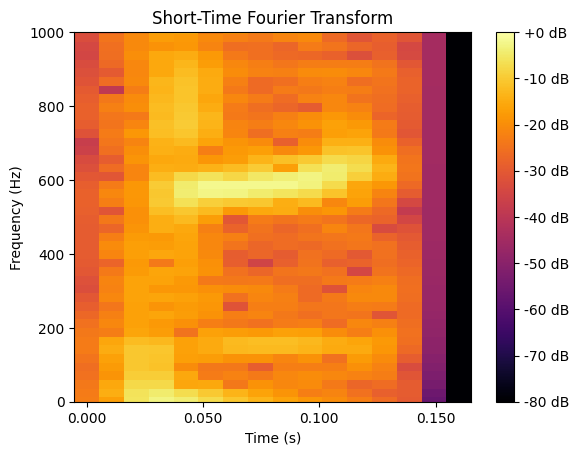 Short-Time Fourier Transform
1000
800
600
400
200
0
Frequency (Hz)
0.000
0.050
0.100
0.150
Time (s)
+0 dB
-10 dB
-20 dB
-30 dB
-40 dB
-50 dB
-60 dB
-70 dB
-80 dB